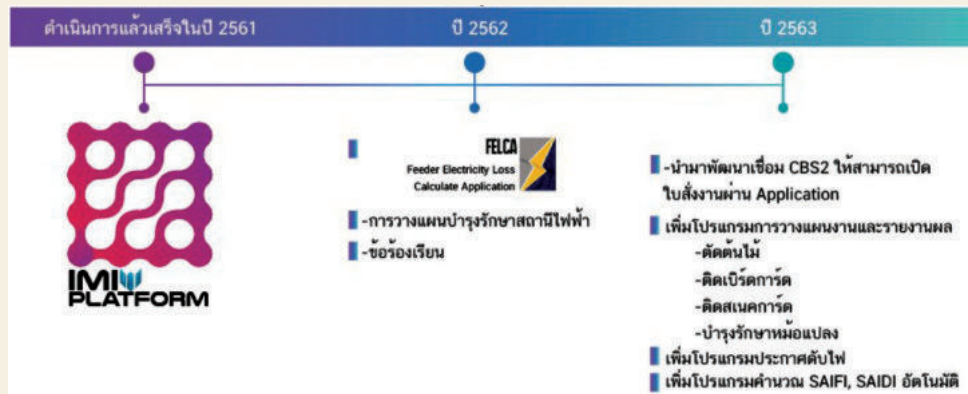 ดำเนินการแล้วเสร็จในปี 2561
ปี 2562
ปี 2563
IMI
PLATFORM
FELCA
Feeder Electricity Loss
Calculate Application
-การวางแผนบำรุงรักษาสถานีไฟฟ้า
-ข้อร้องเรียน
-นำมาพัฒนาเชื่อม CBS2 ให้สามารถเปิด
ใบสั่งงานผ่าน Application
เพิ่มโปรแกรมการวางแผนงานและรายงานผล
-ตัดต้นไม้
-ติดเบิร์ดการ์ด
-ติดสเนคการ์ด
-บำรุงรักษาหม้อแปลง
เพิ่มโปรแกรมประกาศดับไฟ
เพิ่มโปรแกรมคำนวณ SAIFI, SAIDI อัตโนมัติ